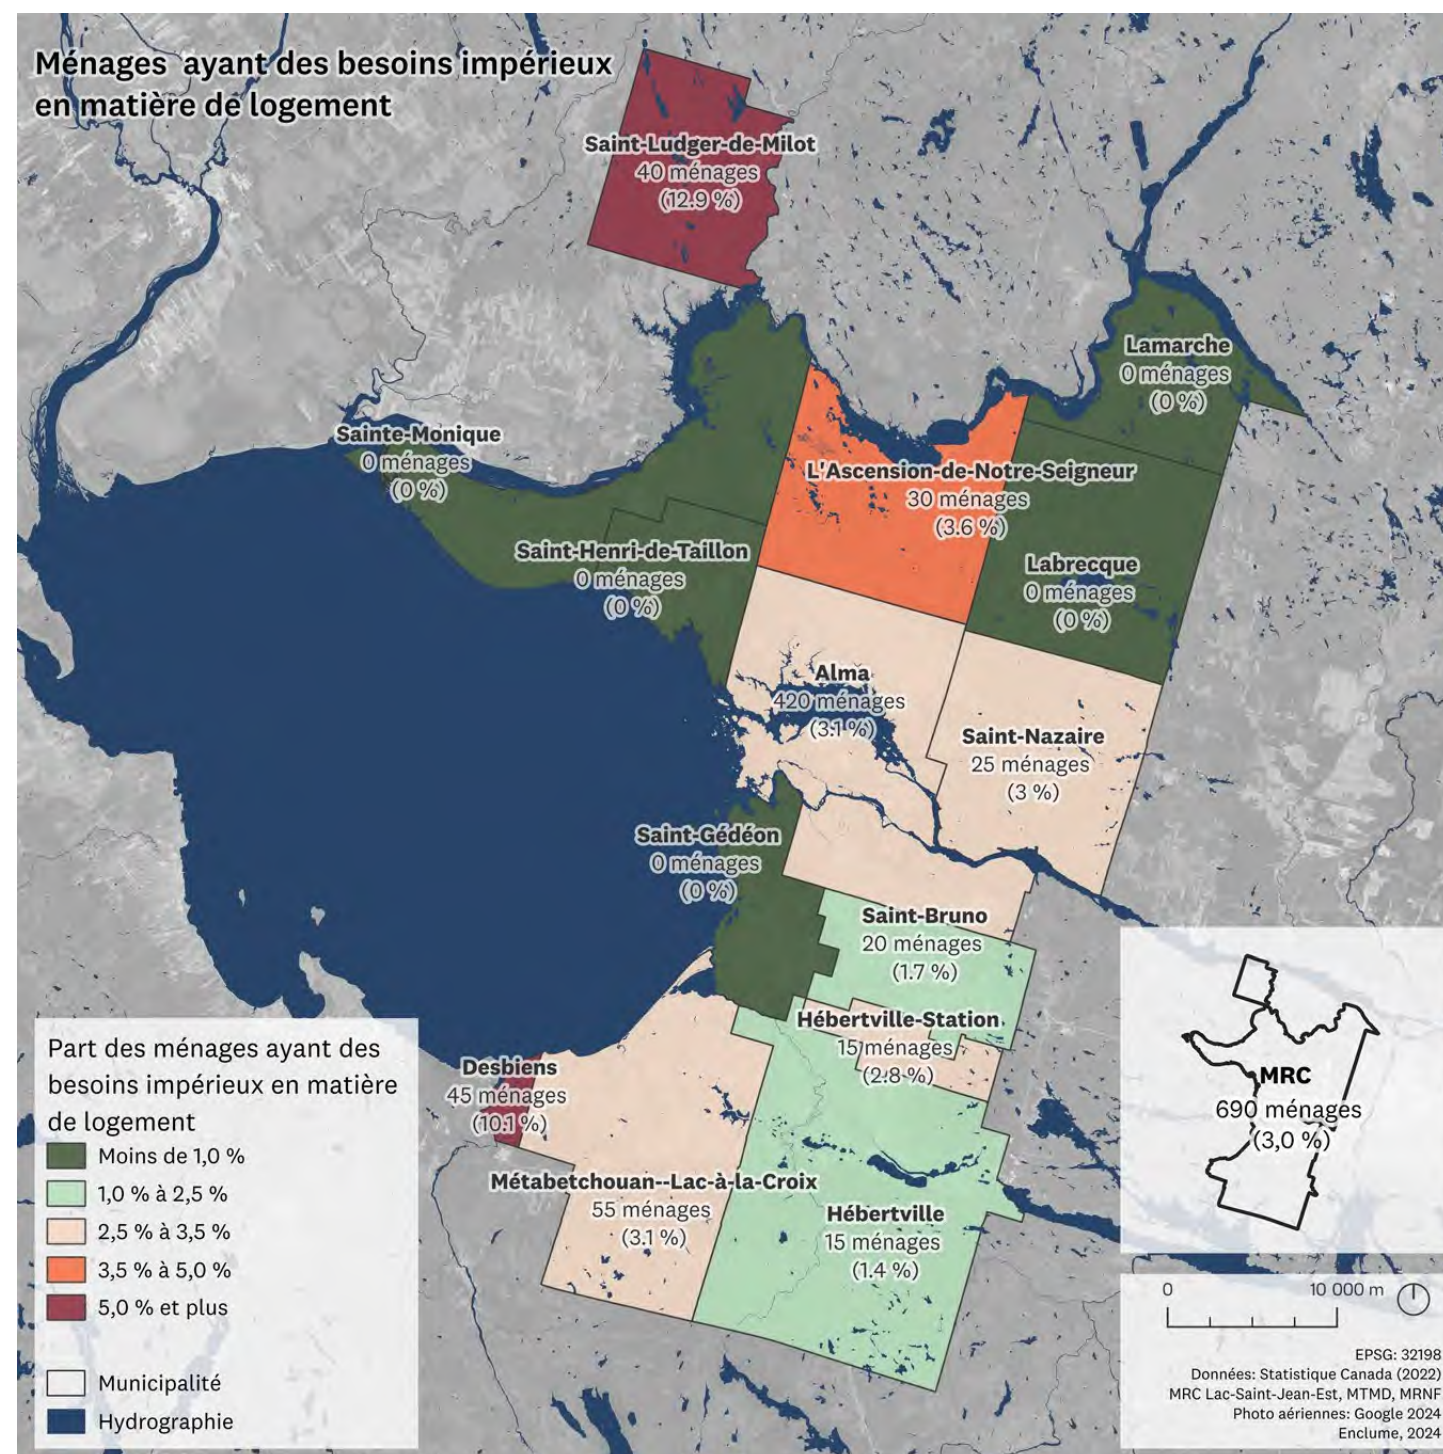 Ménages ayant des besoins impérieux
en matière de logement
Saint-Ludger-de-Milot
40 ménages
(12.9 %)
Lamarche
0 ménages
(0 %)
Sainte-Monique
0 ménages
(0 %)
L'Ascension-de-Notre-Seigneur
30 ménages
(3.6 %)
Saint-Henri-de-Taillon
0 ménages
(0 %)
Labrecque
0 ménages
(0 %)
Alma
420 ménages
(3.1 %)
Saint-Nazaire
25 ménages
(3 %)
Saint-Gédéon
0 ménages
(0 %)
Saint-Bruno
20 ménages
(1.7 %)
Hébertville-Station
15 ménages
(2.8 %)
Desbiens
45 ménages
(10.1 %)
Métabetchouan--Lac-à-la-Croix
55 ménages
(3.1 %)
Hébertville
15 ménages
(1.4 %)
Part des ménages ayant des
besoins impérieux en matière
de logement
Moins de 1,0 %
1,0 % à 2,5 %
2,5 % à 3,5 %
3,5 % à 5,0 %
5,0 % et plus
Municipalité
Hydrographie
MRC
690 ménages
(3,0 %)
0 10 000 m
EPSG: 32198
Données: Statistique Canada (2022)
MRC Lac-Saint-Jean-Est, MTMD, MRNF
Photo aériennes: Google 2024
Enclume, 2024